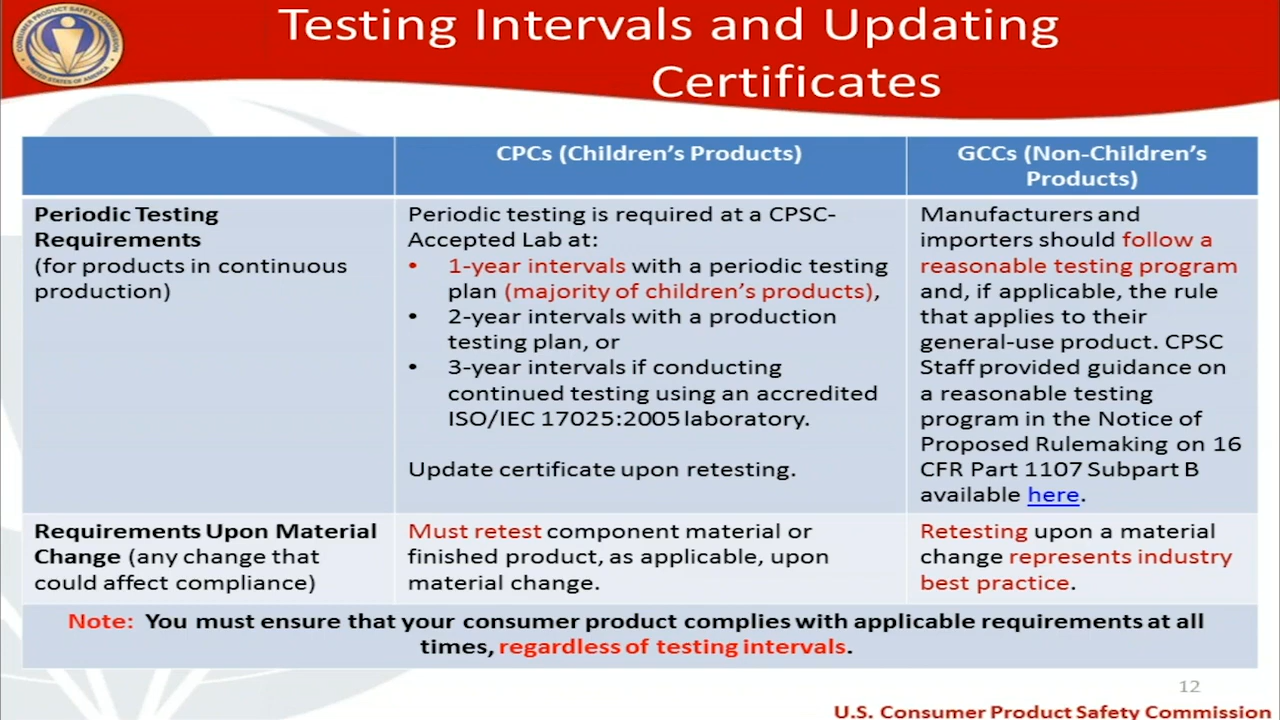 Testing Intervals and Updating
Certificates
CONSUMER PRODUCT SAFETY COMMISSION
UNITED STATES OF AMERICA
CPCs (Children's Products)
GCCs (Non-Children's
Products)
Periodic Testing
Requirements
(for products in continuous
production)
Periodic testing is required at a CPSC-
Accepted Lab at:
• 1-year intervals with a periodic testing
plan (majority of children's products),
• 2-year intervals with a production
testing plan, or
• 3-year intervals if conducting
continued testing using an accredited
ISO/IEC 17025:2005 laboratory.
Update certificate upon retesting.
Manufacturers and
importers should follow a
reasonable testing program
and, if applicable, the rule
that applies to their
general-use product. CPSC
Staff provided guidance on
a reasonable testing
program in the Notice of
Proposed Rulemaking on 16
CFR Part 1107 Subpart B
available here.
Requirements Upon Material
Change (any change that
could affect compliance)
Must retest component material or
finished product, as applicable, upon
material change.
Retesting upon a material
change represents industry
best practice.
Note: You must ensure that your consumer product complies with applicable requirements at all
times, regardless of testing intervals.
12
U.S. Consumer Product Safety Commission